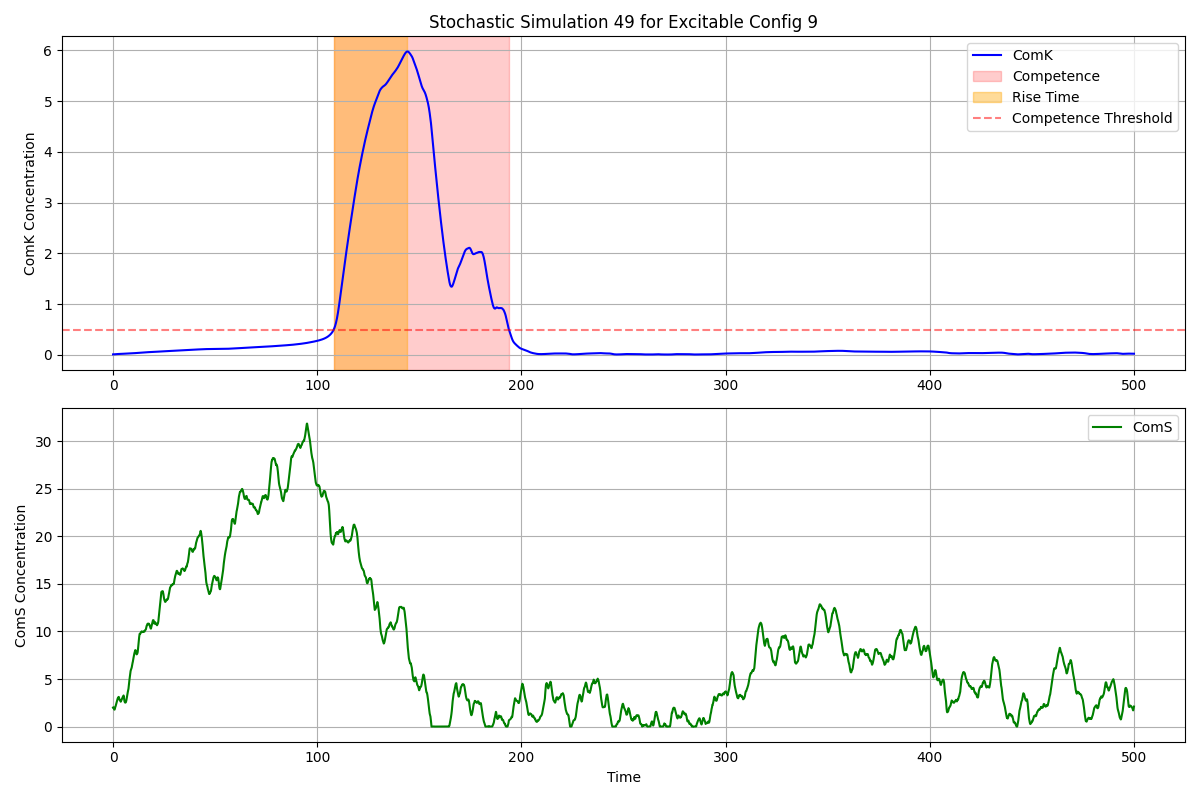 Stochastic Simulation 49 for Excitable Config 9
ComK Concentration
6
5
4
3
2
1
0
ComK
Competence
Rise Time
Competence Threshold
0 100 200 300 400 500
ComS Concentration
30
25
20
15
10
5
0
ComS
0 100 200 300 400 500
Time